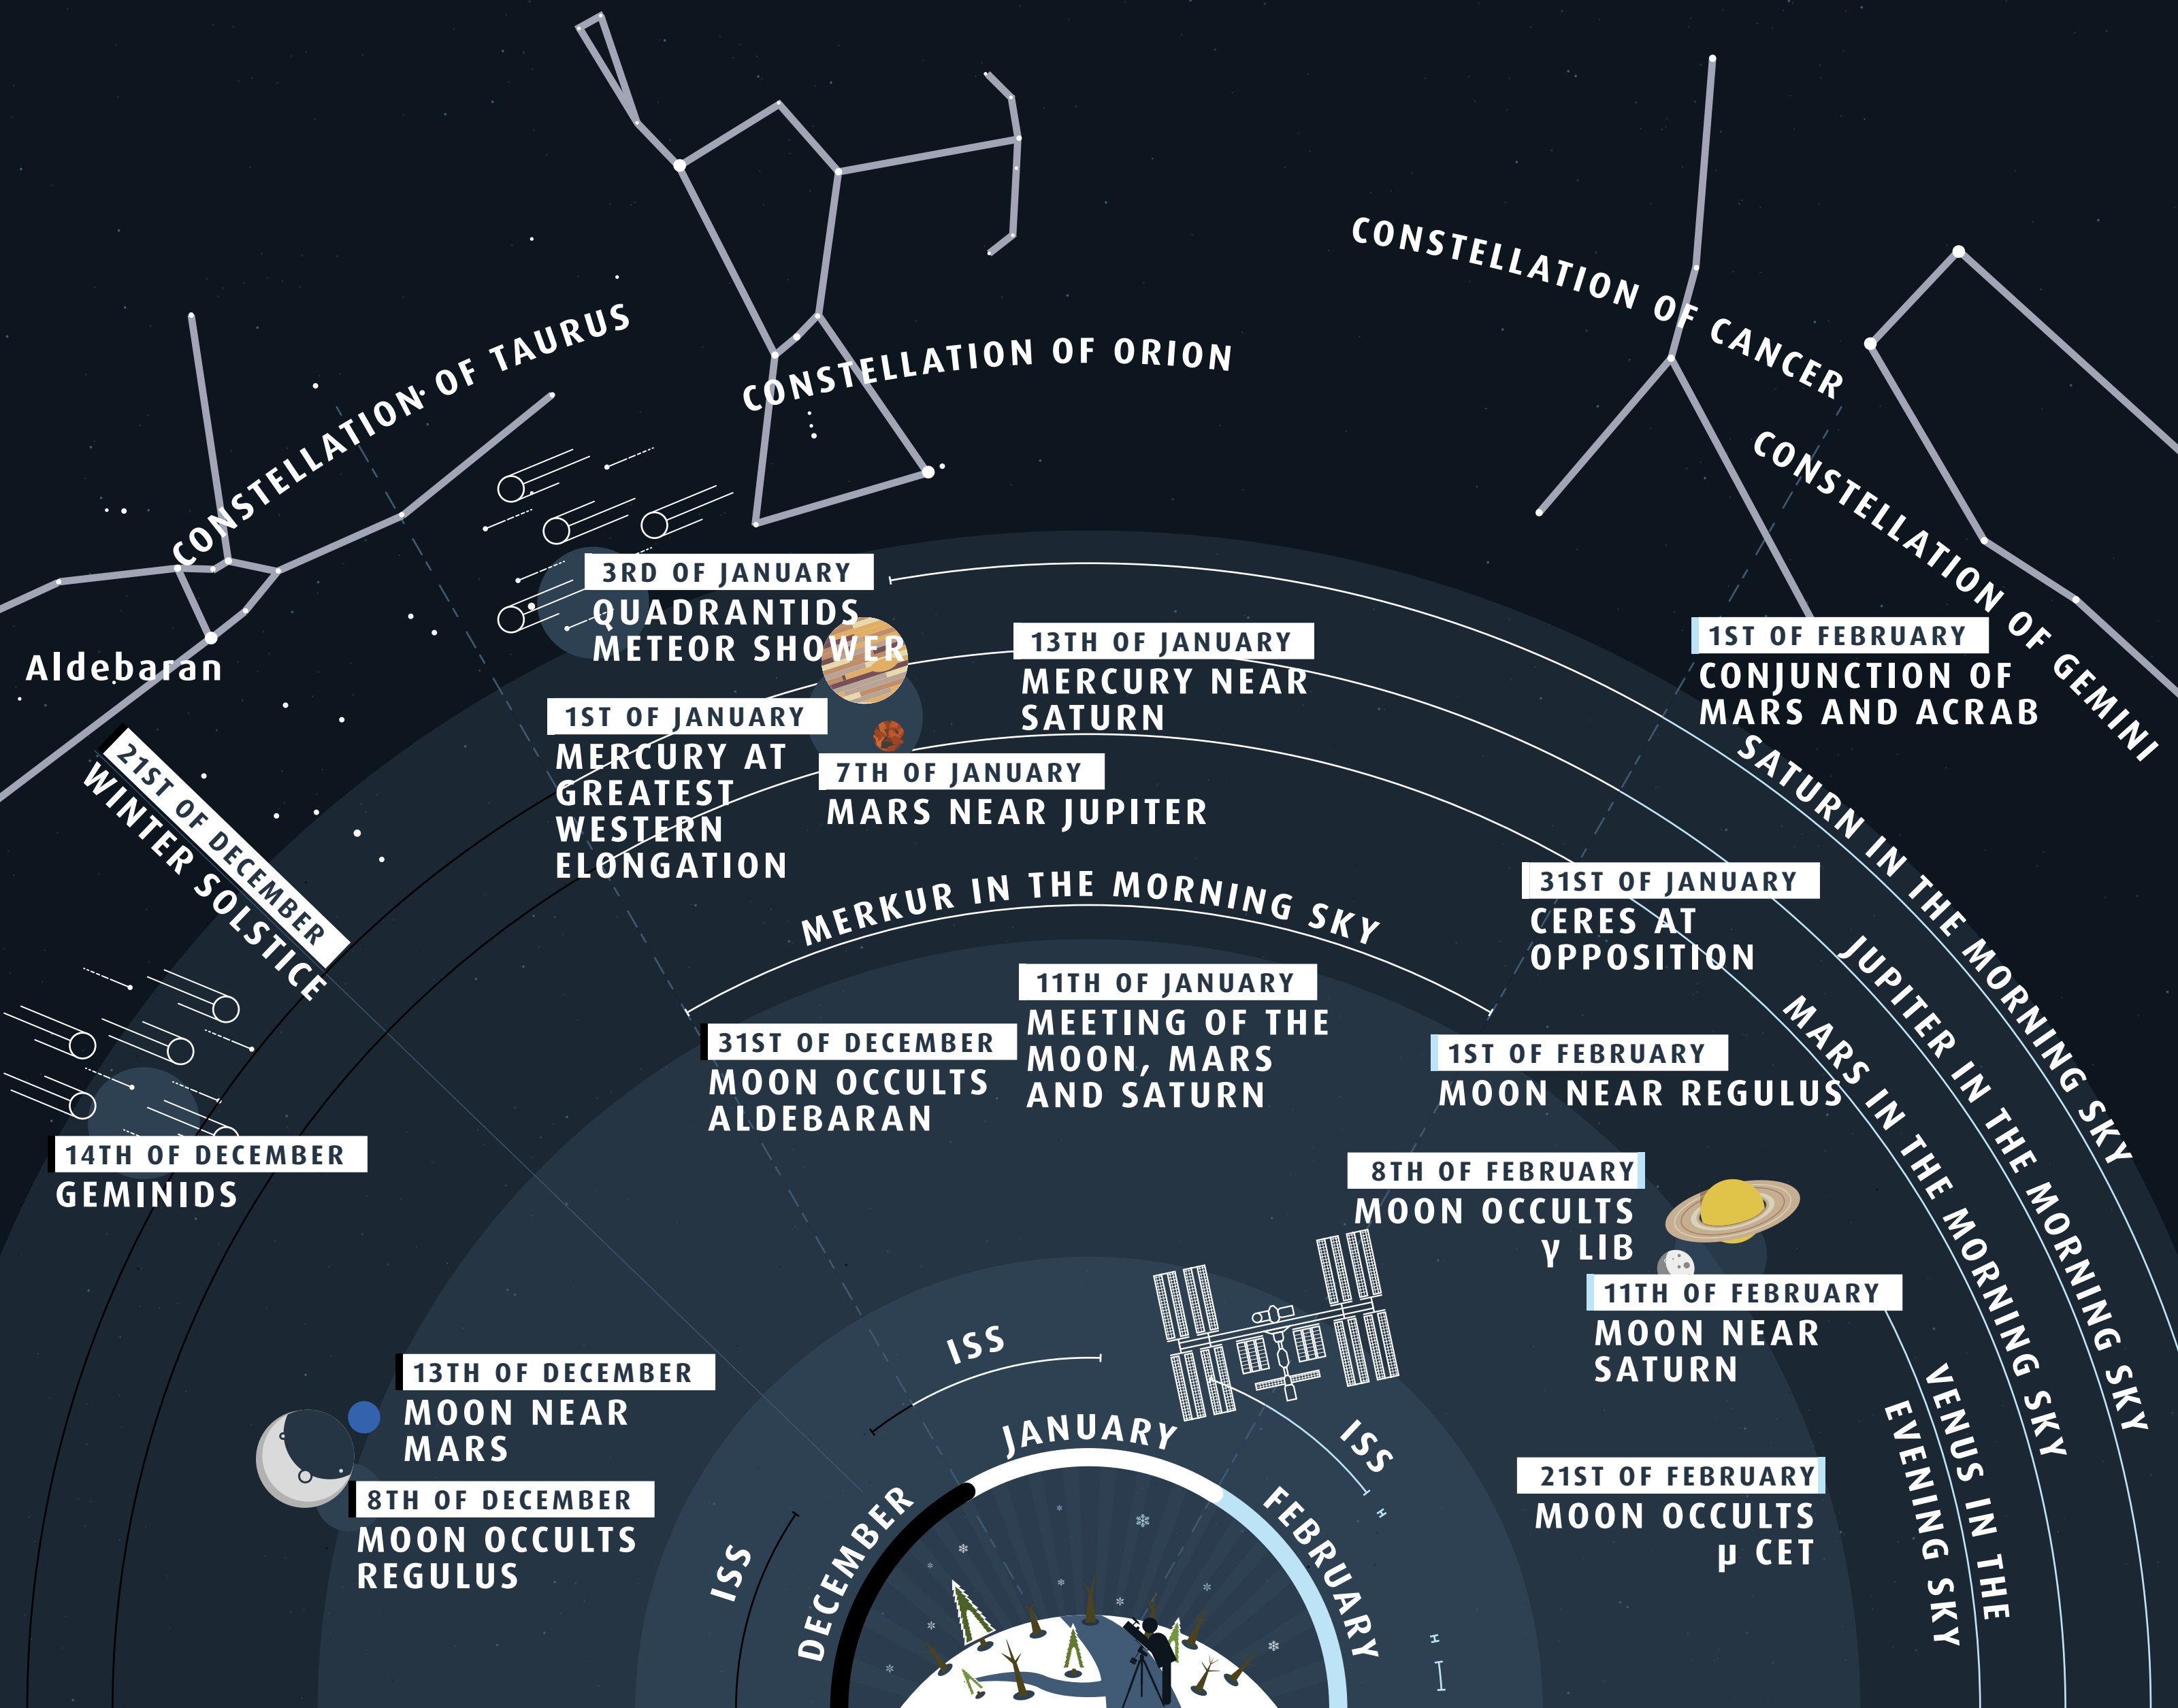 CONSTELLATION OF TAURUS
CONSTELLATION OF ORION
CONSTELLATION OF CANCER
CONSTELLATION OF GEMINI
Aldebaran
3RD OF JANUARY
QUADRANTIDS
METEOR SHOWER
13TH OF JANUARY
MERCURY NEAR
SATURN
1ST OF FEBRUARY
CONJUNCTION OF
MARS AND ACRAB
1ST OF JANUARY
MERCURY AT
GREATEST
WESTERN
ELONGATION
7TH OF JANUARY
MARS NEAR JUPITER
21ST OF DECEMBER
WINTER SOLSTICE
SATURN IN THE MORNING SKY
JUPITER IN THE MORNING SKY
MARS IN THE MORNING SKY
MERKUR IN THE MORNING SKY
31ST OF JANUARY
CERES AT
OPPOSITION
31ST OF DECEMBER
MOON OCCULTS
ALDEBARAN
11TH OF JANUARY
MEETING OF THE
MOON, MARS
AND SATURN
1ST OF FEBRUARY
MOON NEAR REGULUS
14TH OF DECEMBER
GEMINIDS
8TH OF FEBRUARY
MOON OCCULTS
γ LIB
11TH OF FEBRUARY
MOON NEAR
SATURN
13TH OF DECEMBER
MOON NEAR
MARS
8TH OF DECEMBER
MOON OCCULTS
REGULUS
21ST OF FEBRUARY
MOON OCCULTS
μ CET
VENUS IN THE
EVENING SKY
ISS
ISS
ISS
DECEMBER
JANUARY
FEBRUARY